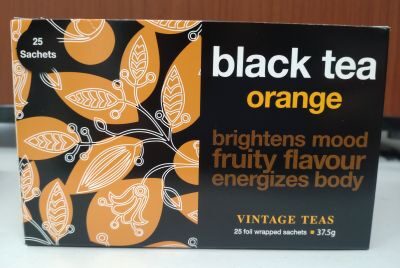 25
Sachets
black tea
orange
brightens mood
fruity flavour
energizes body
VINTAGE TEAS
25 foil wrapped sachets ■ 37.5g